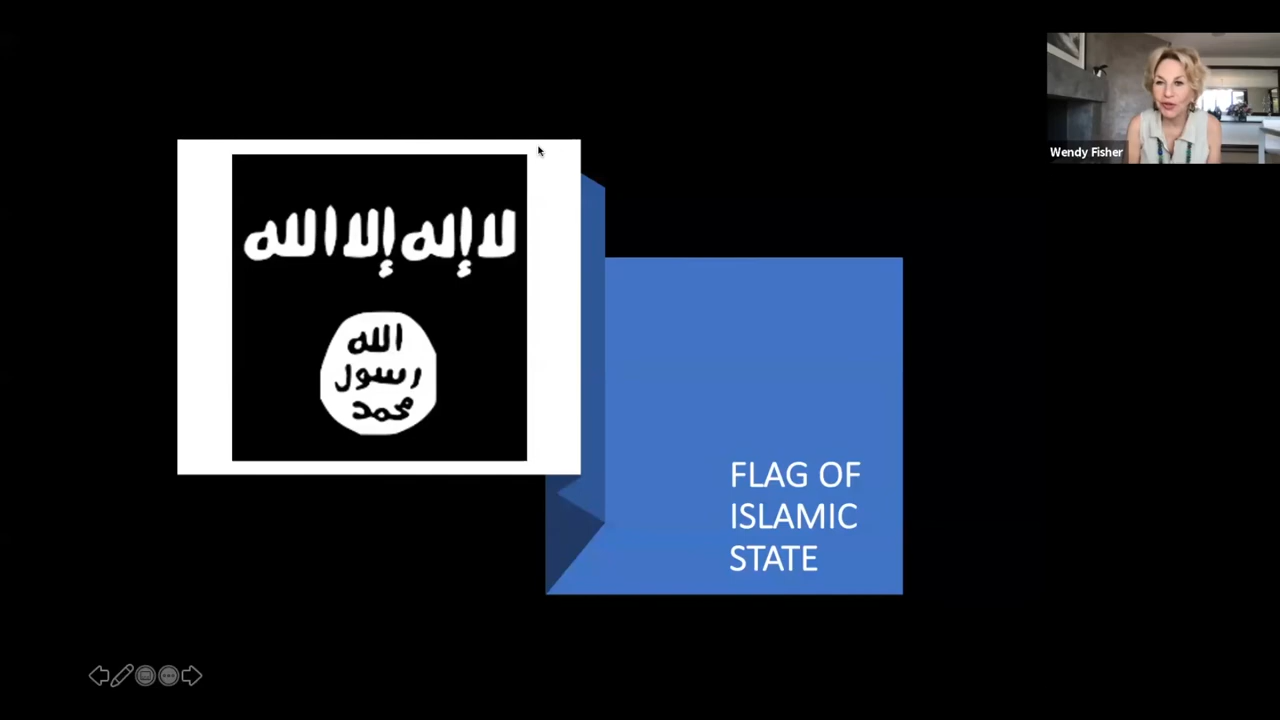 Wendy Fisher
لا إله إلا الله
الله
رسول
محمد
FLAG OF
ISLAMIC
STATE